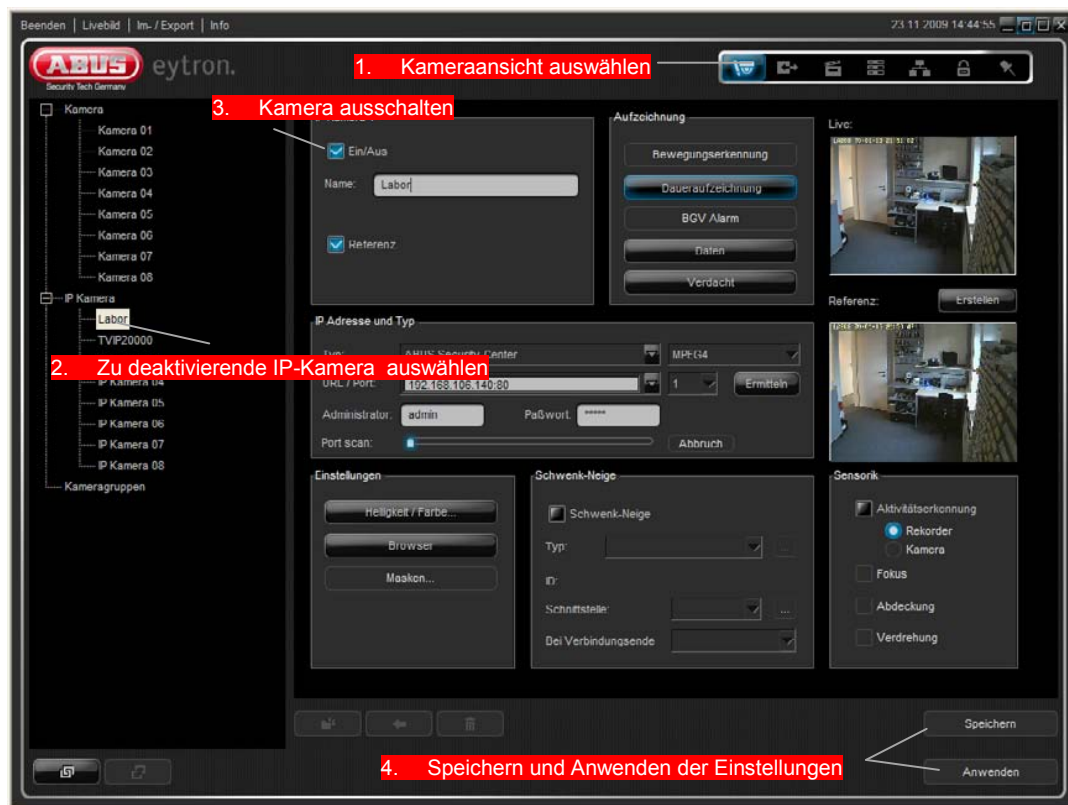 Beenden | Livebild | Im- / Export | Info
23 11 2009 14:44:55
ABUS eytron.
Security Tech Germany
1. Kameraansicht auswählen
3. Kamera ausschalten
Kamera
Kamera 01
Kamera 02
Kamera 03
Kamera 04
Kamera 05
Kamera 06
Kamera 07
Kamera 08
IP Kamera
Labor
TVIP20000
2. Zu deaktivierende IP-Kamera auswählen
IP Kamera 04
IP Kamera 05
IP Kamera 06
IP Kamera 07
IP Kamera 08
Kameragruppen
Ein/Aus
Name: Labor
Referenz
Aufzeichnung
Bewegungserkennung
Daueraufzeichnung
BGV Alarm
Daten
Verdacht
Live:
Referenz: Erstellen
IP Adresse und Typ
Typ: ABUS Security Center MPEG4
URL / Port: 192.168.106.140:80 1 Ermitteln
Administrator: admin Paßwort: *****
Port scan: Abbruch
Einstellungen
Helligkeit / Farbe...
Browser
Masken...
Schwenk-Neige
Schwenk-Neige
Typ: ...
ID:
Schnittstelle: ...
Bei Verbindungsende
Sensorik
Aktivitätserkennung
Rekorder
Kamera
Fokus
Abdeckung
Verdrehung
Speichern
4. Speichern und Anwenden der Einstellungen
Anwenden